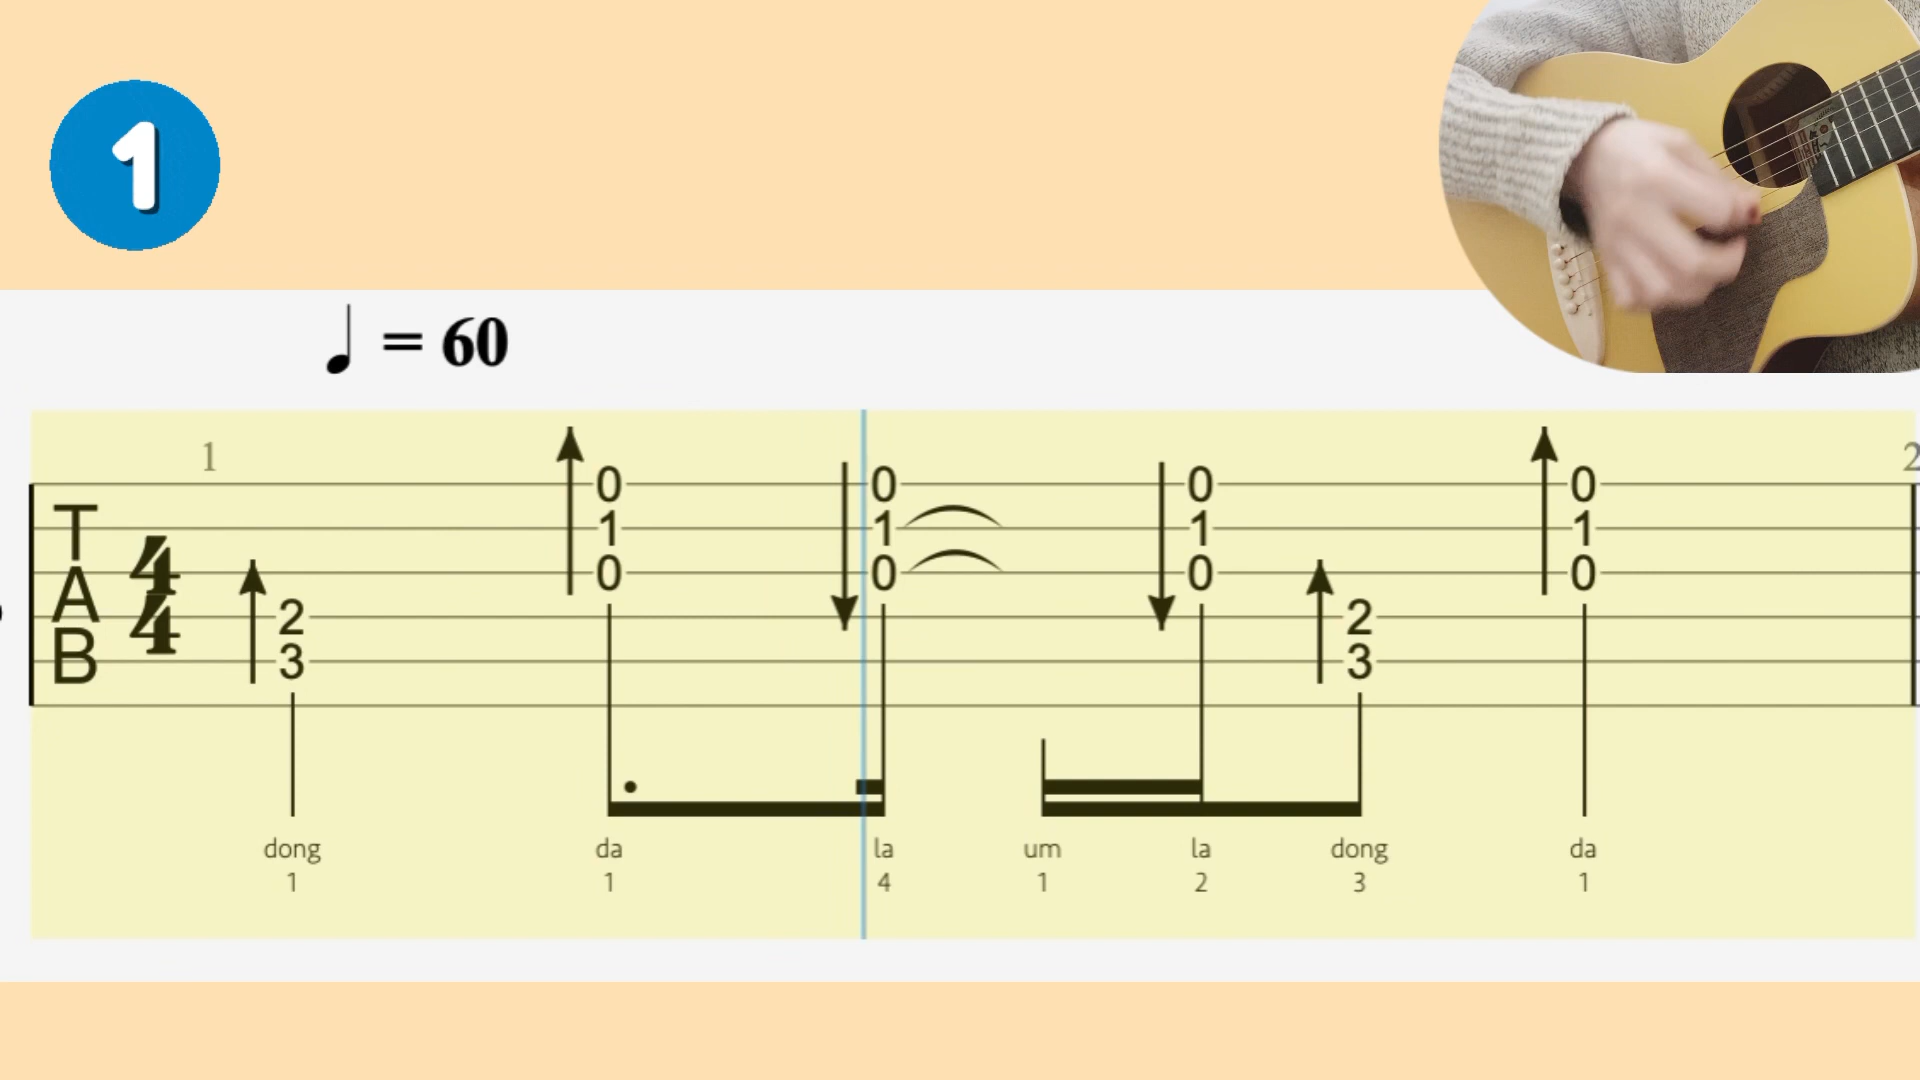 1
♩ = 60
1 2
0 0 0 0
1 1 1 1
T 4 0 0 0 0
A 4 2 2
B 3 3
dong da la um la dong da
1 1 4 1 2 3 1